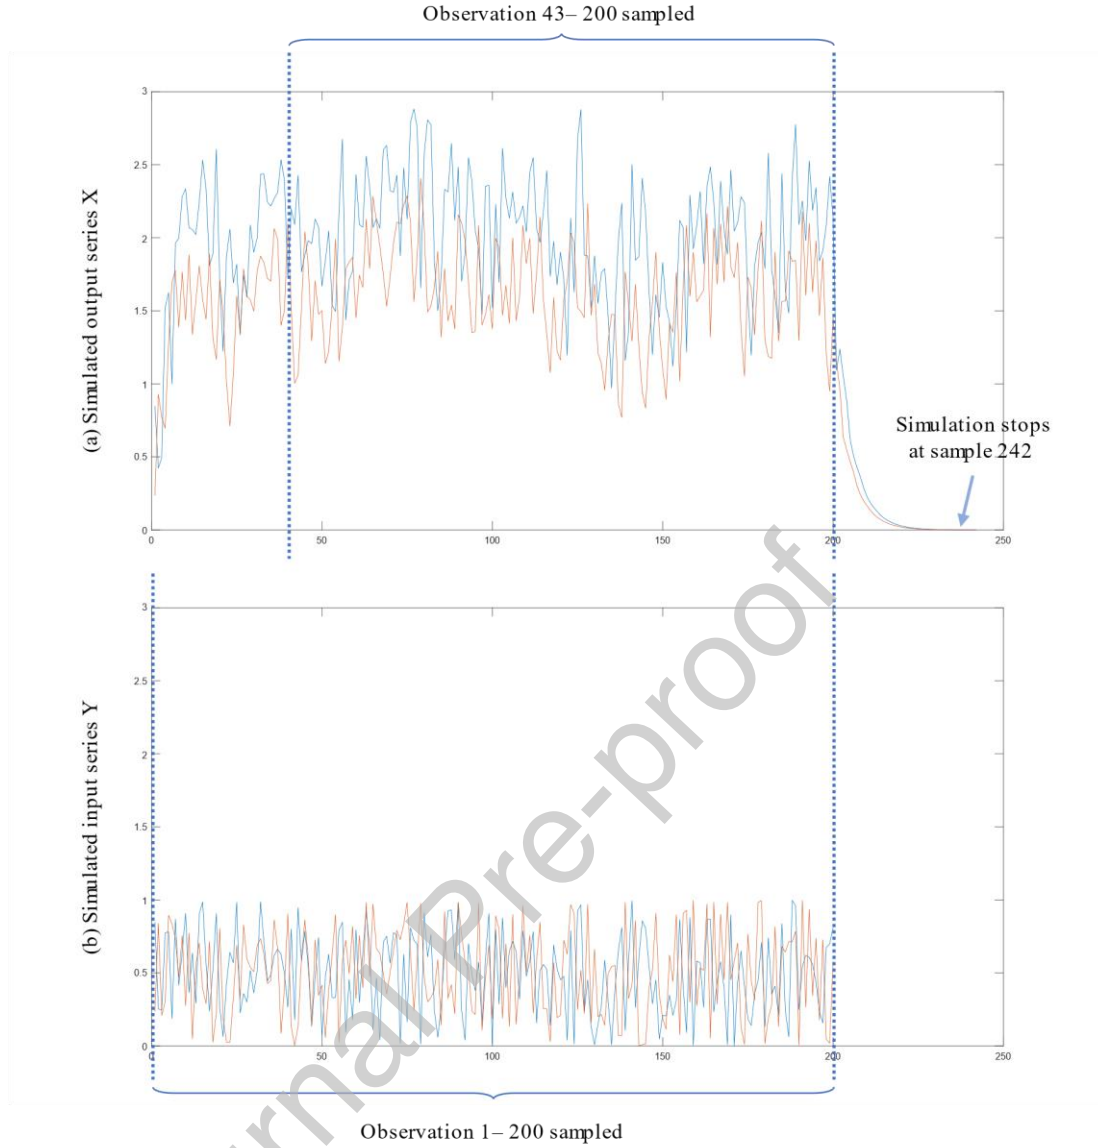 Observation 43– 200 sampled
(a) Simulated output series X
3
2.5
2
1.5
1
0.5
0
0 50 100 150 200 250
Simulation stops
at sample 242
(b) Simulated input series Y
3
2.5
2
1.5
1
0.5
0
0 50 100 150 200 250
Observation 1– 200 sampled
rnal Pre-proof